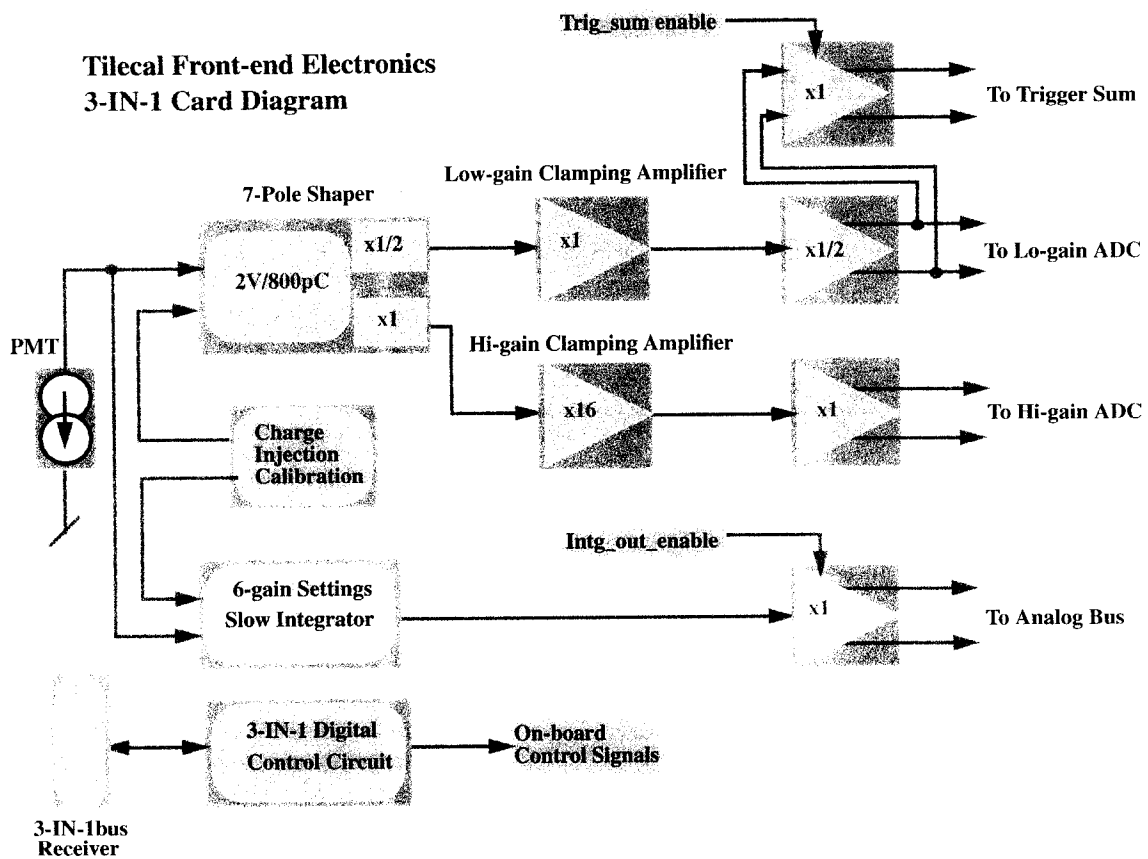 Trig_sum enable
Tilecal Front-end Electronics
3-IN-1 Card Diagram
x1
To Trigger Sum
Low-gain Clamping Amplifier
7-Pole Shaper
x1/2
x1
x1/2
To Lo-gain ADC
2V/800pC
x1
PMT
Hi-gain Clamping Amplifier
x16
x1
To Hi-gain ADC
Charge
Injection
Calibration
Intg_out_enable
6-gain Settings
Slow Integrator
x1
To Analog Bus
3-IN-1 Digital
Control Circuit
On-board
Control Signals
3-IN-1bus
Receiver